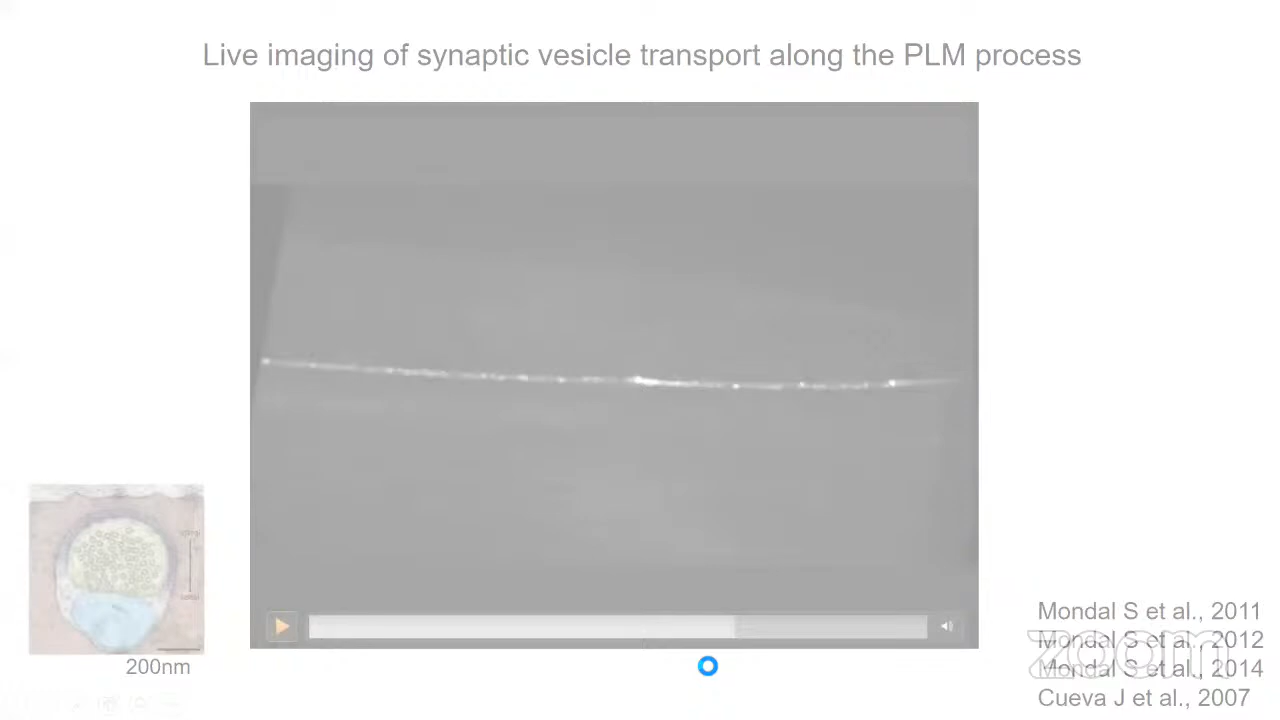 Live imaging of synaptic vesicle transport along the PLM process
200nm
Mondal S et al., 2011
Mondal S et al., 2012
Mondal S et al., 2014
Cueva J et al., 2007
zoom